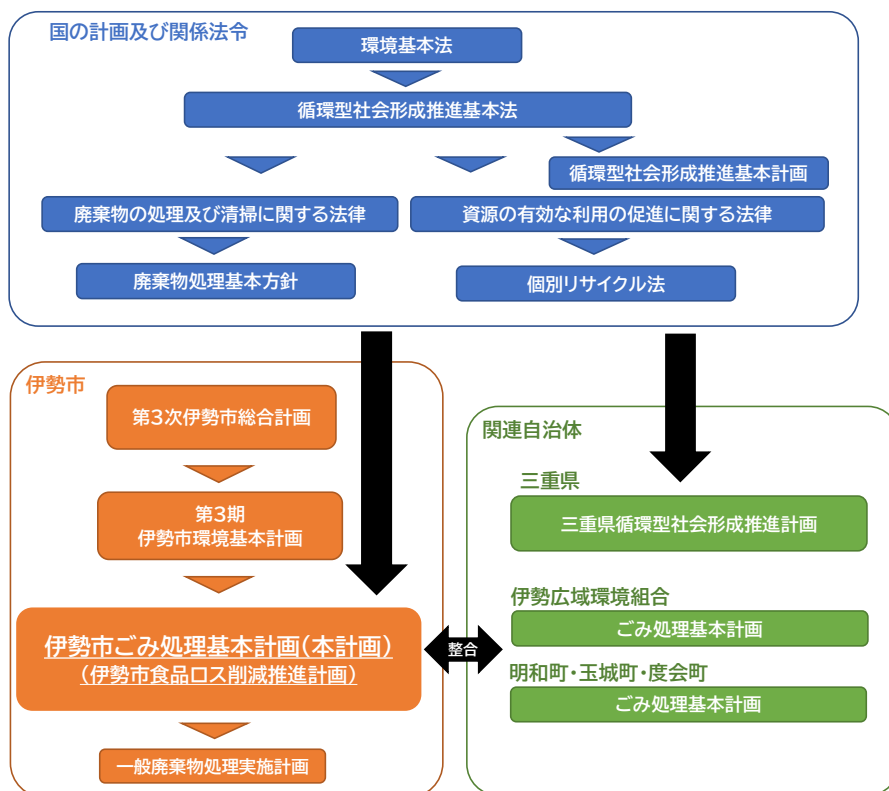 国の計画及び関係法令
環境基本法
循環型社会形成推進基本法
循環型社会形成推進基本計画
廃棄物の処理及び清掃に関する法律
資源の有効な利用の促進に関する法律
廃棄物処理基本方針
個別リサイクル法
伊勢市
第3次伊勢市総合計画
第3期
伊勢市環境基本計画
伊勢市ごみ処理基本計画(本計画)
(伊勢市食品ロス削減推進計画)
一般廃棄物処理実施計画
整合
関連自治体
三重県
三重県循環型社会形成推進計画
伊勢広域環境組合
ごみ処理基本計画
明和町・玉城町・度会町
ごみ処理基本計画